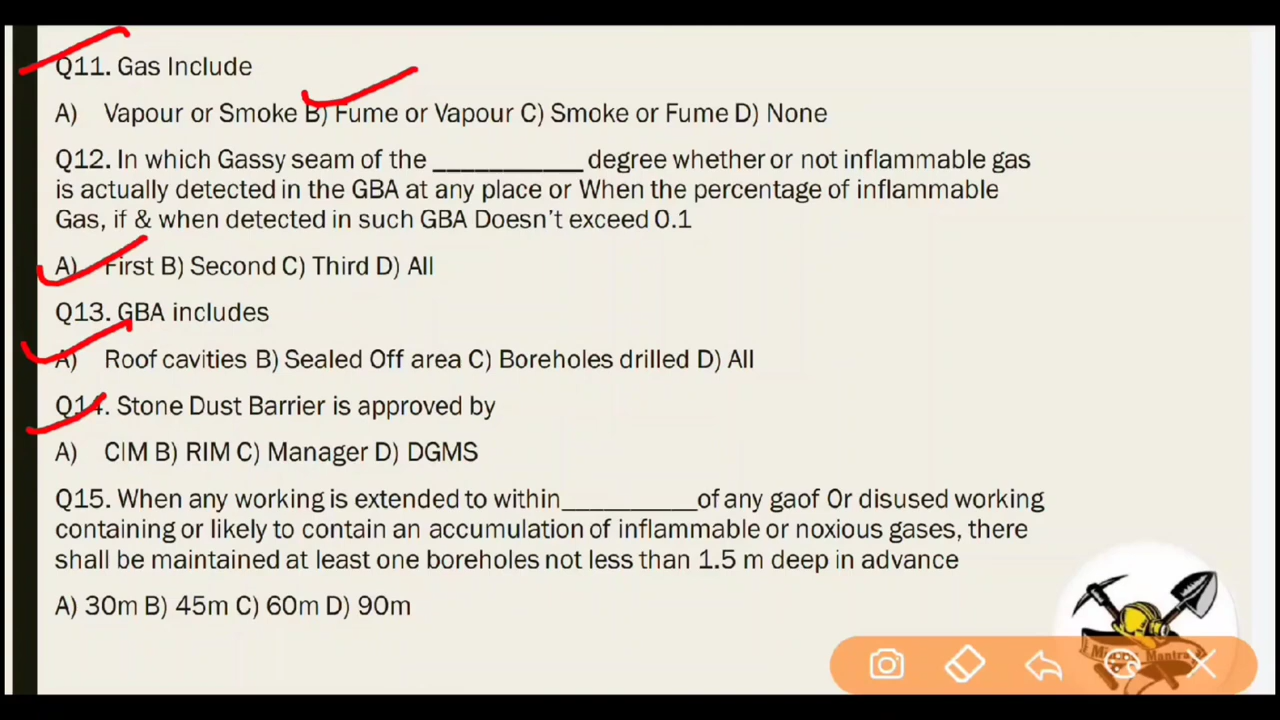 Q11. Gas Include
A) Vapour or Smoke B) Fume or Vapour C) Smoke or Fume D) None
Q12. In which Gassy seam of the ___________ degree whether or not inflammable gas
is actually detected in the GBA at any place or When the percentage of inflammable
Gas, if & when detected in such GBA Doesn't exceed 0.1
A) First B) Second C) Third D) All
Q13. GBA includes
A) Roof cavities B) Sealed Off area C) Boreholes drilled D) All
Q14. Stone Dust Barrier is approved by
A) CIM B) RIM C) Manager D) DGMS
Q15. When any working is extended to within__________of any gaof Or disused working
containing or likely to contain an accumulation of inflammable or noxious gases, there
shall be maintained at least one boreholes not less than 1.5 m deep in advance
A) 30m B) 45m C) 60m D) 90m
Mantra